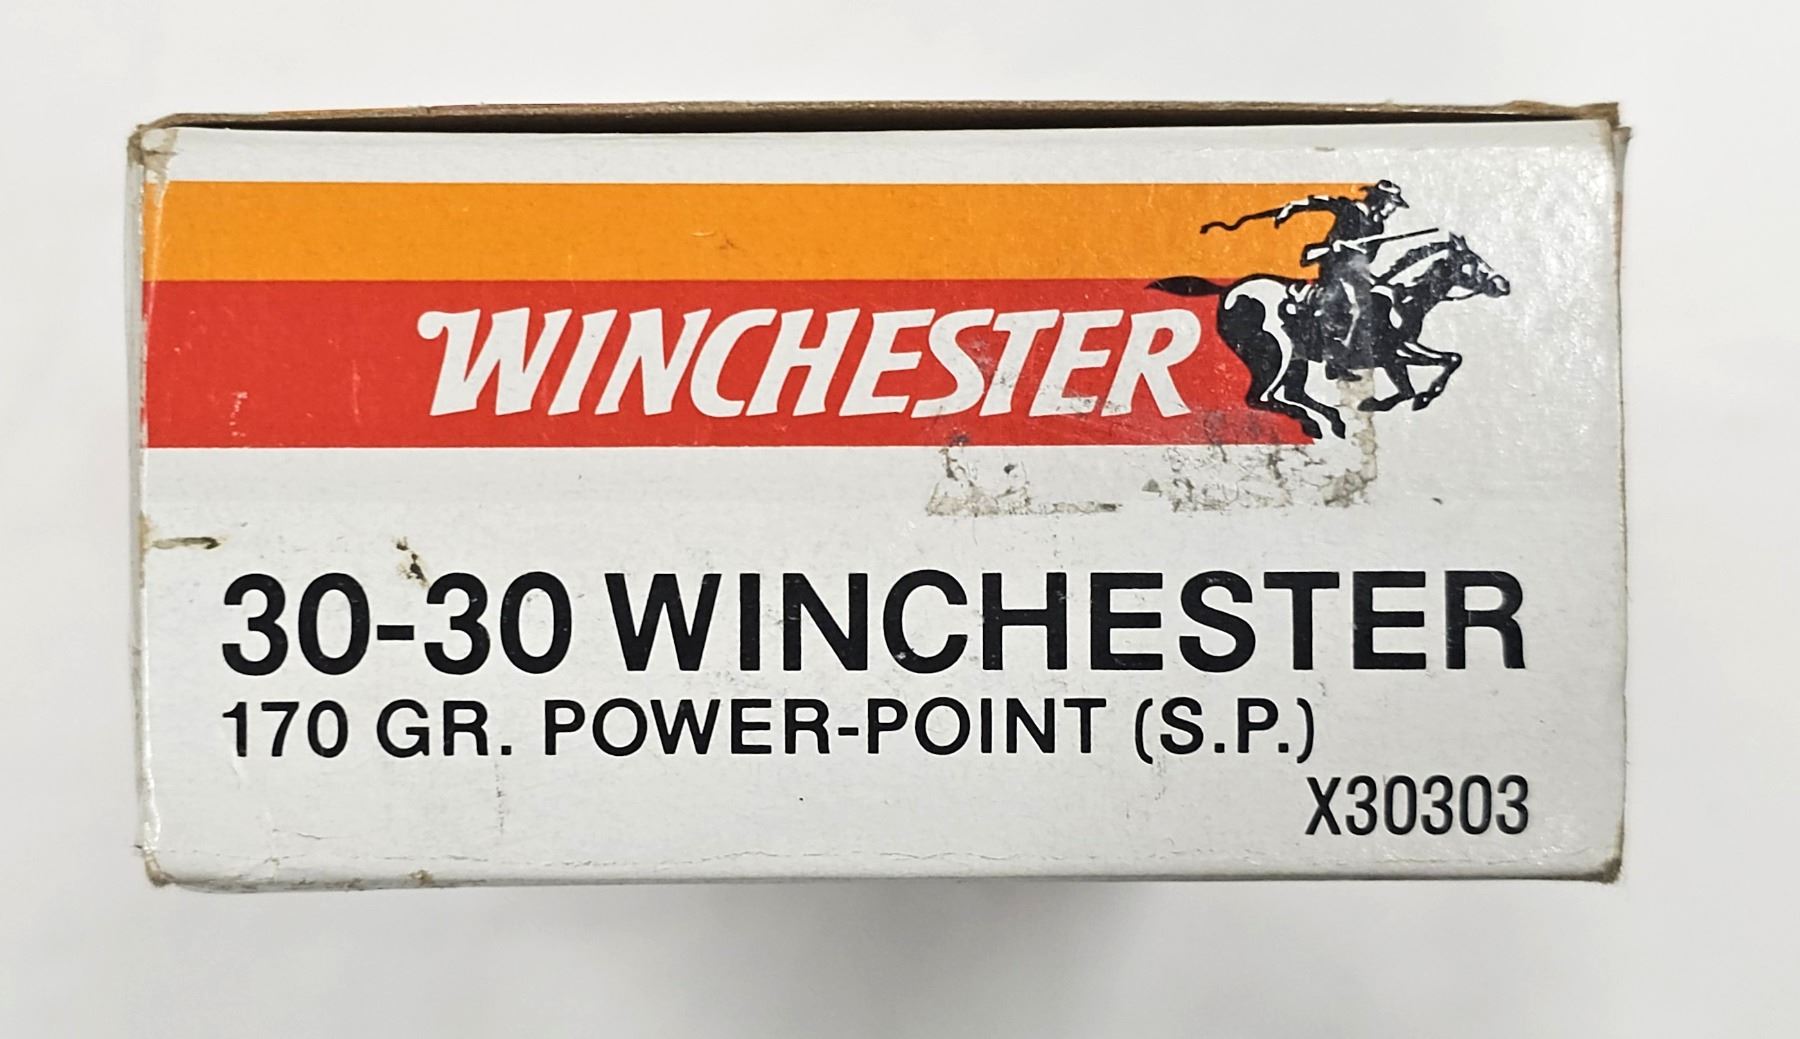 WINCHESTER
30-30 WINCHESTER
170 GR. POWER-POINT (S.P.)
X30303